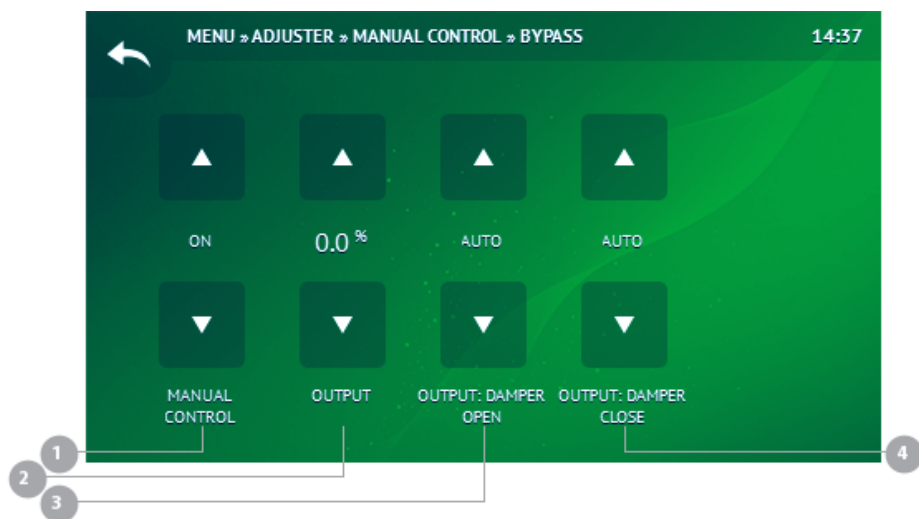 MENU » ADJUSTER » MANUAL CONTROL » BYPASS 14:37
ON 0.0 % AUTO AUTO
MANUAL CONTROL
OUTPUT
OUTPUT: DAMPER OPEN
OUTPUT: DAMPER CLOSE
1
2
3
4